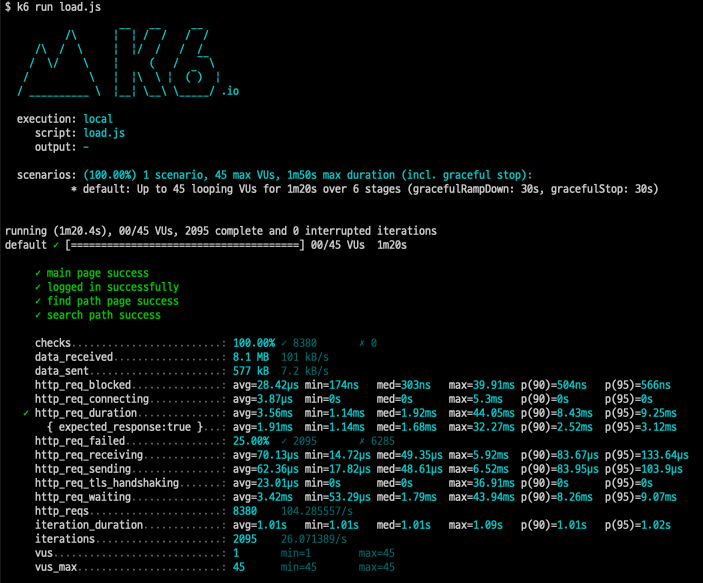 $ k6 run load.js
.io
execution: local
script: load.js
output: -
scenarios: (100.00%) 1 scenario, 45 max VUs, 1m50s max duration (incl. graceful stop):
* default: Up to 45 looping VUs for 1m20s over 6 stages (gracefulRampDown: 30s, gracefulStop: 30s)
running (1m20.4s), 00/45 VUs, 2095 complete and 0 interrupted iterations
default ✓ [======================================] 00/45 VUs  1m20s
✓ main page success
✓ logged in successfully
✓ find path page success
✓ search path success
checks.........................: 100.00% ✓ 8380       ✗ 0
data_received..................: 8.1 MB  101 kB/s
data_sent......................: 577 kB  7.2 kB/s
http_req_blocked...............: avg=28.42µs min=174ns   med=303ns   max=39.91ms p(90)=504ns   p(95)=566ns
http_req_connecting............: avg=3.87µs  min=0s      med=0s      max=5.3ms   p(90)=0s      p(95)=0s
✓ http_req_duration..............: avg=3.56ms  min=1.14ms  med=1.92ms  max=44.05ms p(90)=8.43ms  p(95)=9.25ms
{ expected_response:true }...: avg=1.91ms  min=1.14ms  med=1.68ms  max=32.27ms p(90)=2.52ms  p(95)=3.12ms
http_req_failed................: 25.00%  ✓ 2095       ✗ 6285
http_req_receiving.............: avg=70.13µs min=14.72µs med=49.35µs max=5.92ms  p(90)=83.67µs p(95)=133.64µs
http_req_sending...............: avg=62.36µs min=17.82µs med=48.61µs max=6.52ms  p(90)=83.95µs p(95)=103.9µs
http_req_tls_handshaking.......: avg=23.01µs min=0s      med=0s      max=36.91ms p(90)=0s      p(95)=0s
http_req_waiting...............: avg=3.42ms  min=53.29µs med=1.79ms  max=43.94ms p(90)=8.26ms  p(95)=9.07ms
http_reqs......................: 8380    104.285557/s
iteration_duration.............: avg=1.01s   min=1.01s   med=1.01s   max=1.09s   p(90)=1.01s   p(95)=1.02s
iterations.....................: 2095    26.071389/s
vus............................: 1       min=1        max=45
vus_max........................: 45      min=45       max=45